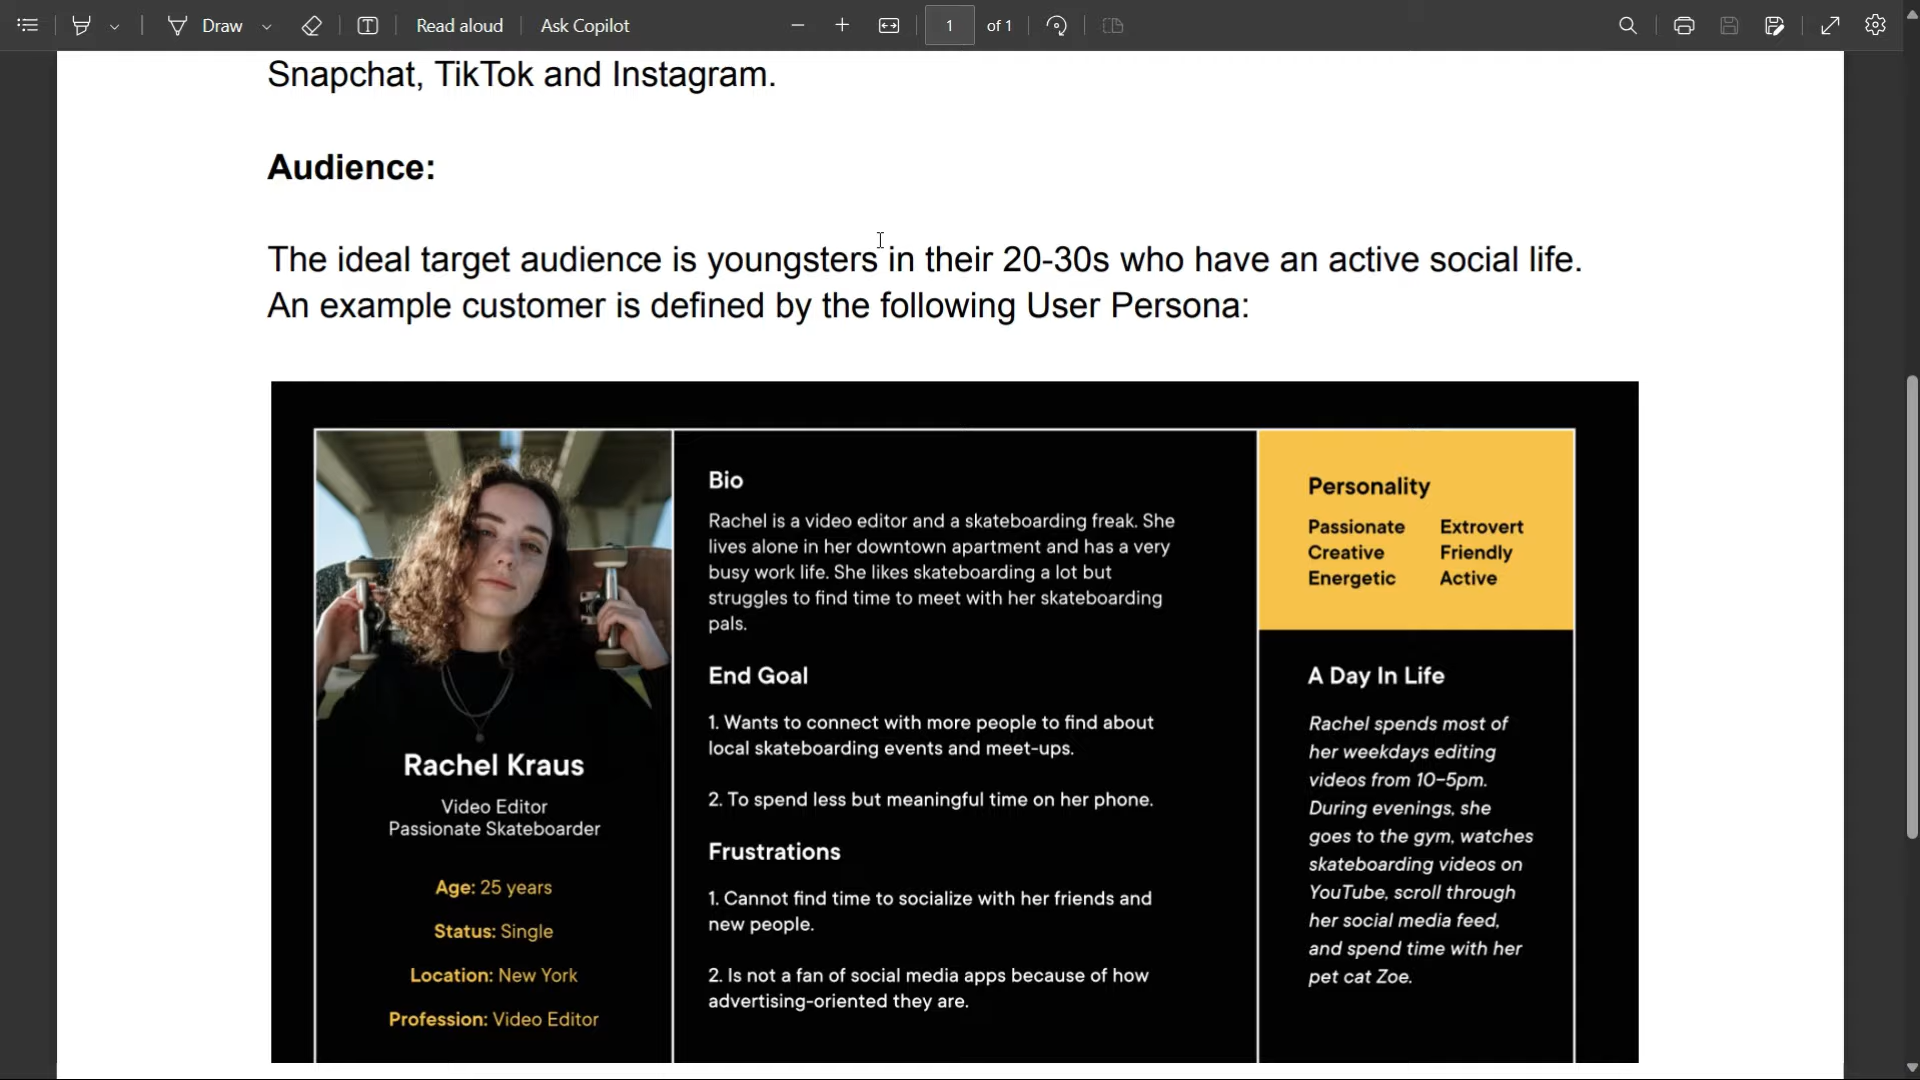 Draw
Read aloud
Ask Copilot
1
of 1
Snapchat, TikTok and Instagram.
Audience:
The ideal target audience is youngsters in their 20-30s who have an active social life.
An example customer is defined by the following User Persona:
Rachel Kraus
Video Editor
Passionate Skateboarder
Age: 25 years
Status: Single
Location: New York
Profession: Video Editor
Bio
Rachel is a video editor and a skateboarding freak. She
lives alone in her downtown apartment and has a very
busy work life. She likes skateboarding a lot but
struggles to find time to meet with her skateboarding
pals.
End Goal
1. Wants to connect with more people to find about
local skateboarding events and meet-ups.
2. To spend less but meaningful time on her phone.
Frustrations
1. Cannot find time to socialize with her friends and
new people.
2. Is not a fan of social media apps because of how
advertising-oriented they are.
Personality
Passionate Extrovert
Creative Friendly
Energetic Active
A Day In Life
Rachel spends most of
her weekdays editing
videos from 10–5pm.
During evenings, she
goes to the gym, watches
skateboarding videos on
YouTube, scroll through
her social media feed,
and spend time with her
pet cat Zoe.